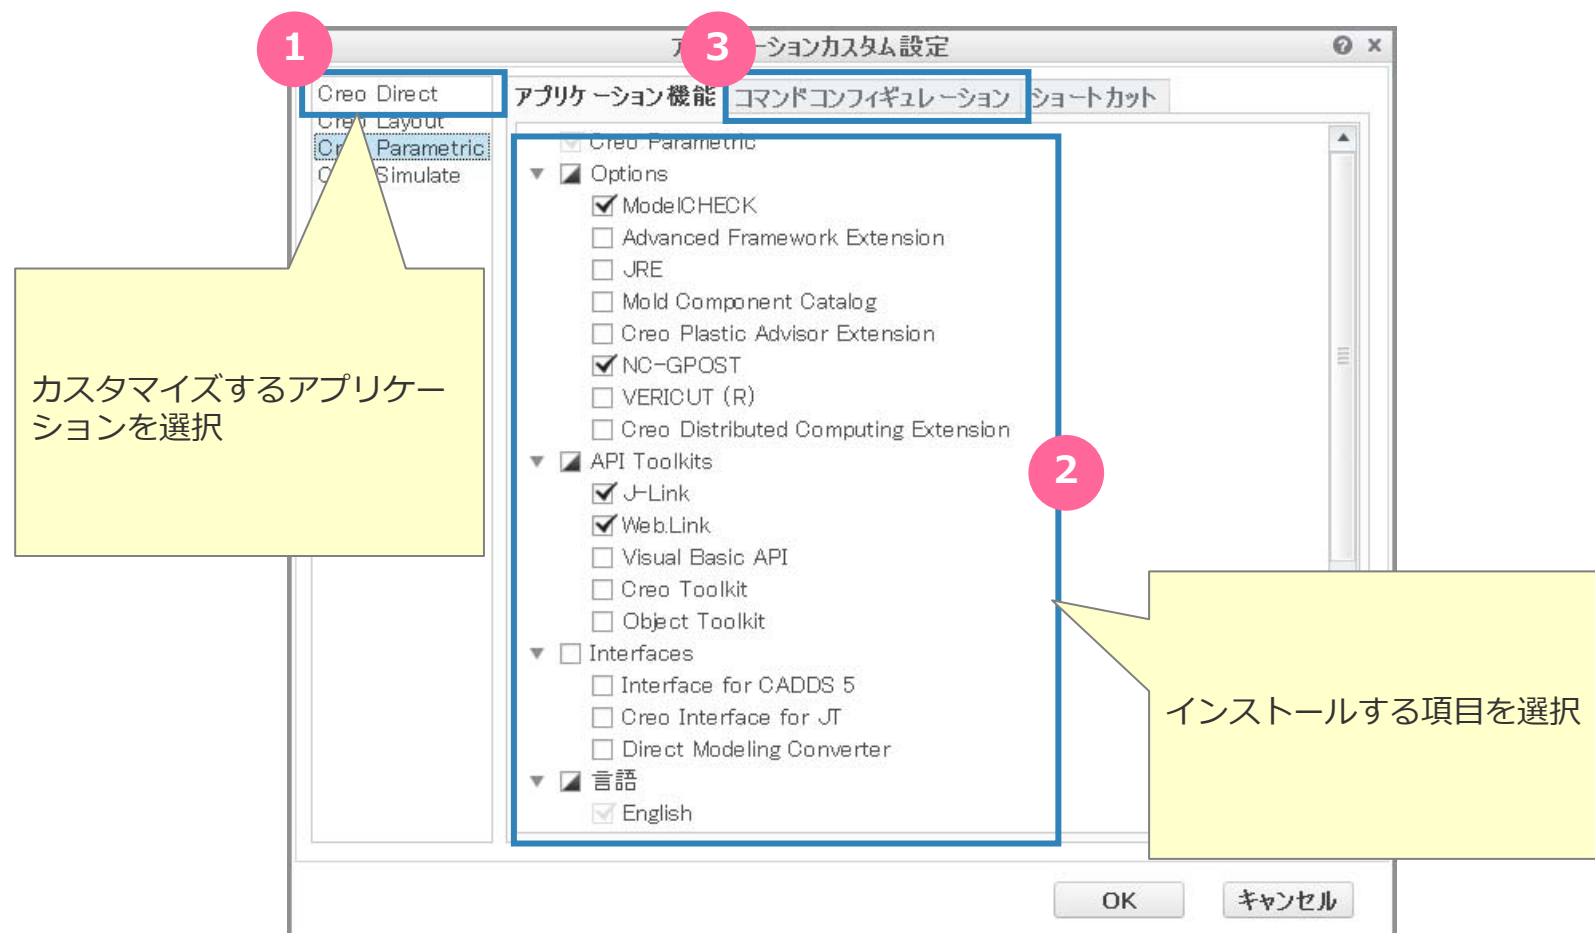 1
3
ア ーションカスタム設定
Creo Direct
Creo Layout
Creo Parametric
Creo Simulate
アプリケーション機能
コマンドコンフィギュレーション
ショートカット
Creo Parametric
Options
ModelCHECK
Advanced Framework Extension
JRE
Mold Component Catalog
Creo Plastic Advisor Extension
NC-GPOST
VERICUT (R)
Creo Distributed Computing Extension
API Toolkits
J-Link
Web.Link
Visual Basic API
Creo Toolkit
Object Toolkit
Interfaces
Interface for CADDS 5
Creo Interface for JT
Direct Modeling Converter
言語
English
カスタマイズするアプリケー
ションを選択
2
インストールする項目を選択
OK
キャンセル